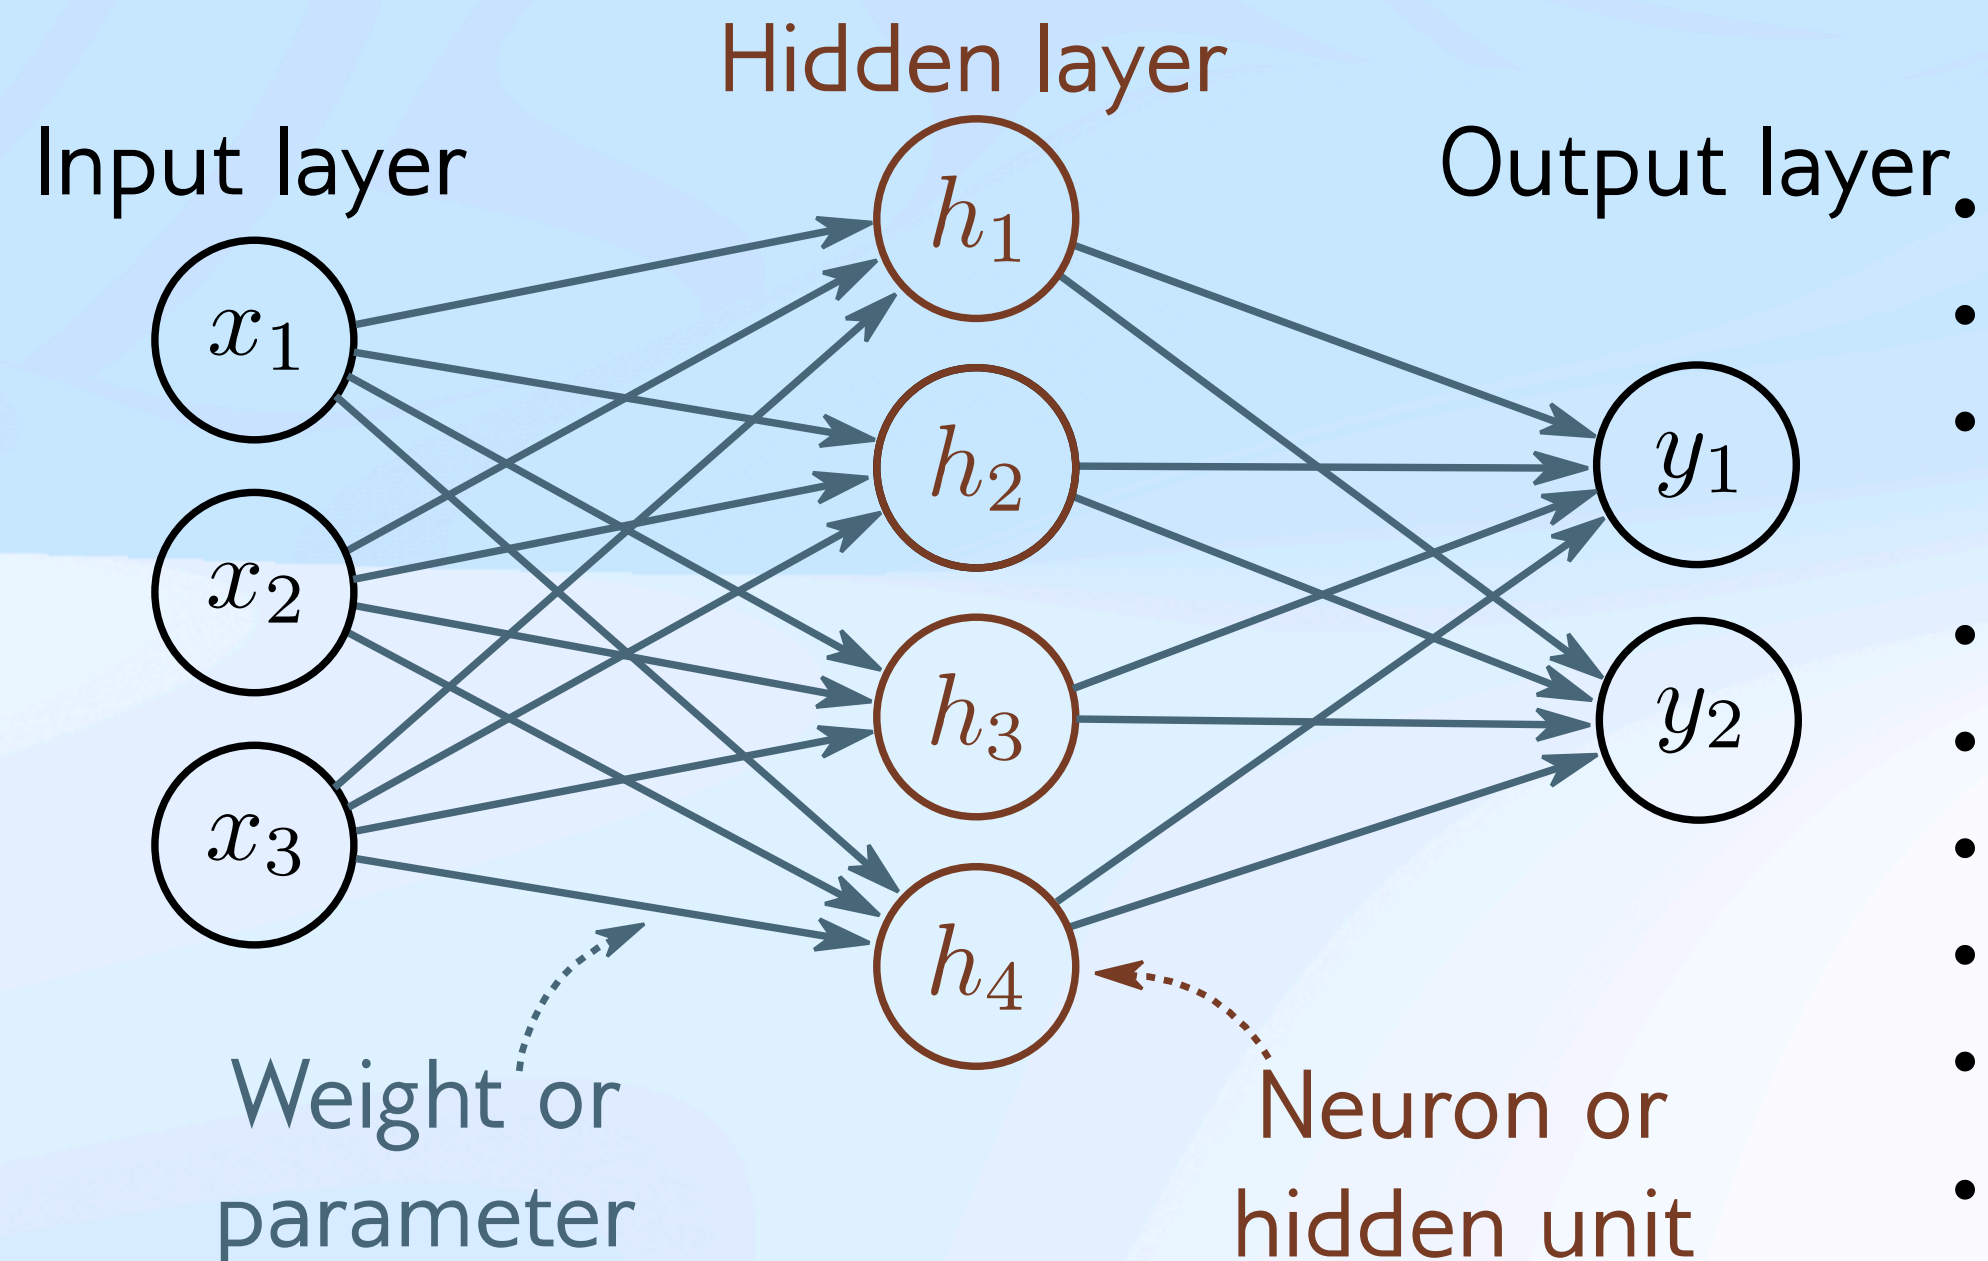 Hidden layer
Input layer
Output layer
h₁
x₁
h₂
y₁
x₂
h₃
y₂
x₃
h₄
Weight or
parameter
Neuron or
hidden unit